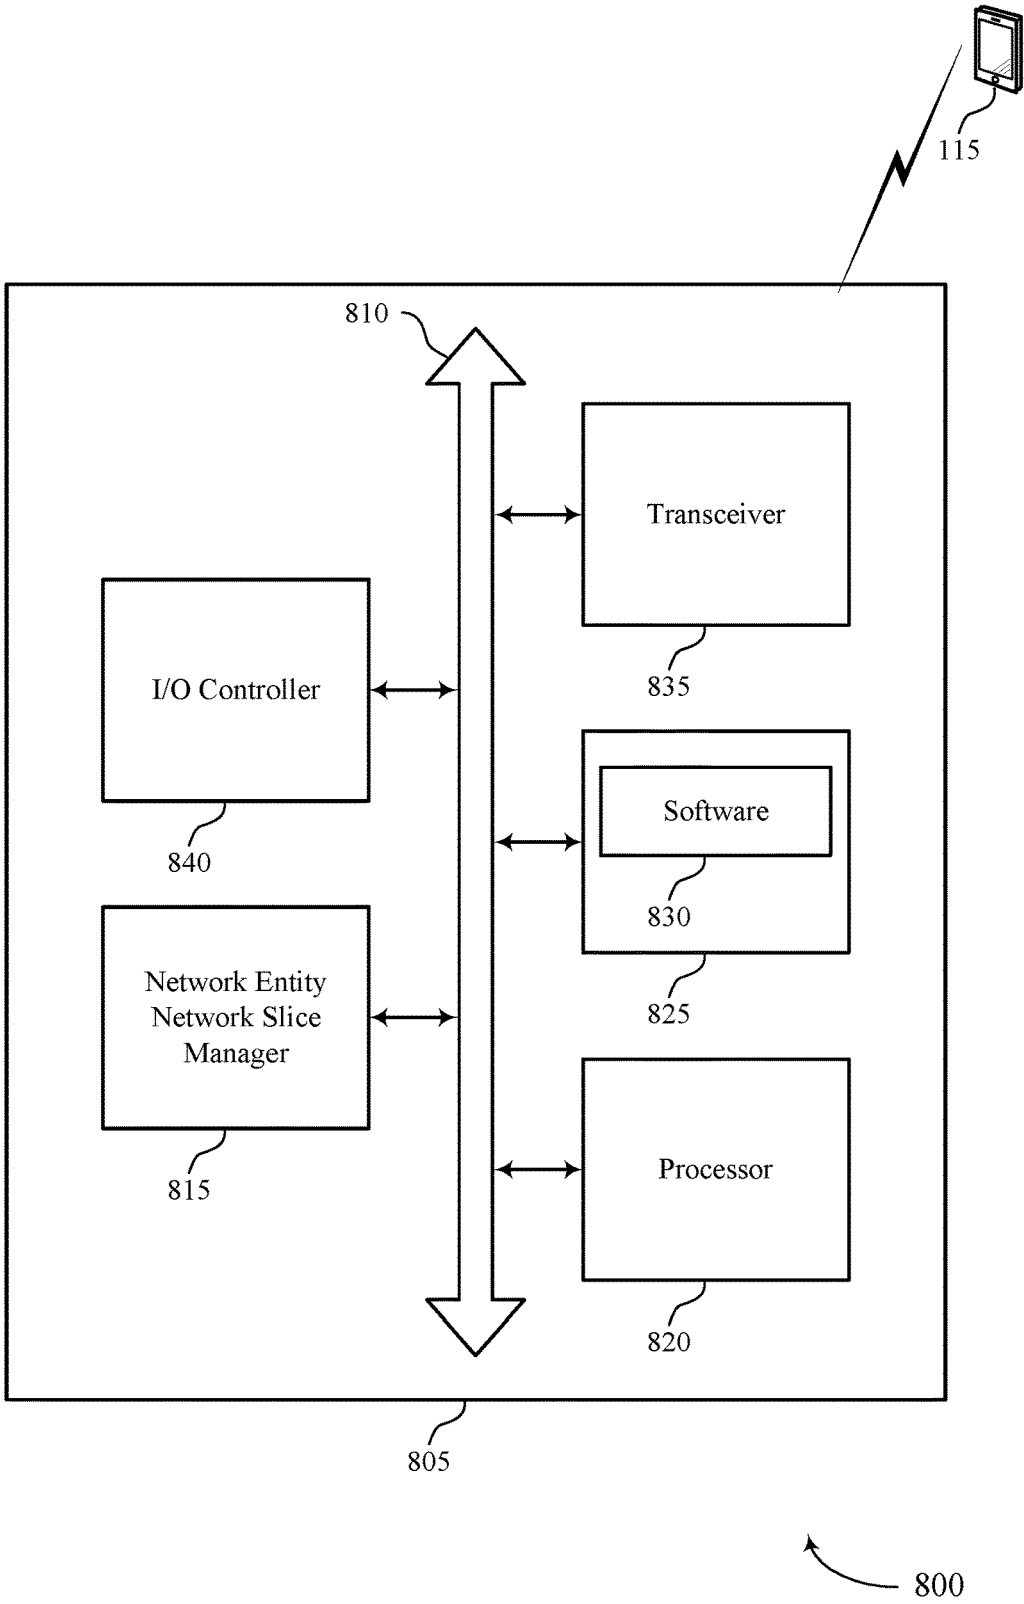 115
810
Transceiver
835
I/O Controller
840
Software
830
825
Network Entity
Network Slice
Manager
815
Processor
820
805
800